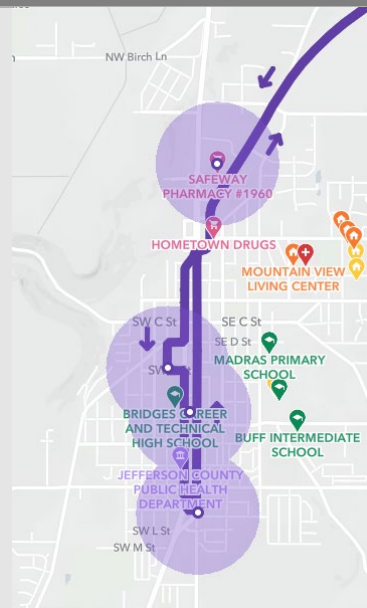 NW Birch Ln
SAFEWAY
PHARMACY #1960
HOMETOWN DRUGS
MOUNTAIN VIEW
LIVING CENTER
SW C St
SE C St
SE D St
MADRAS PRIMARY
SCHOOL
BRIDGES CAREER
AND TECHNICAL
HIGH SCHOOL
BUFF INTERMEDIATE
SCHOOL
JEFFERSON COUNTY
PUBLIC HEALTH
DEPARTMENT
SW L St
SW M St